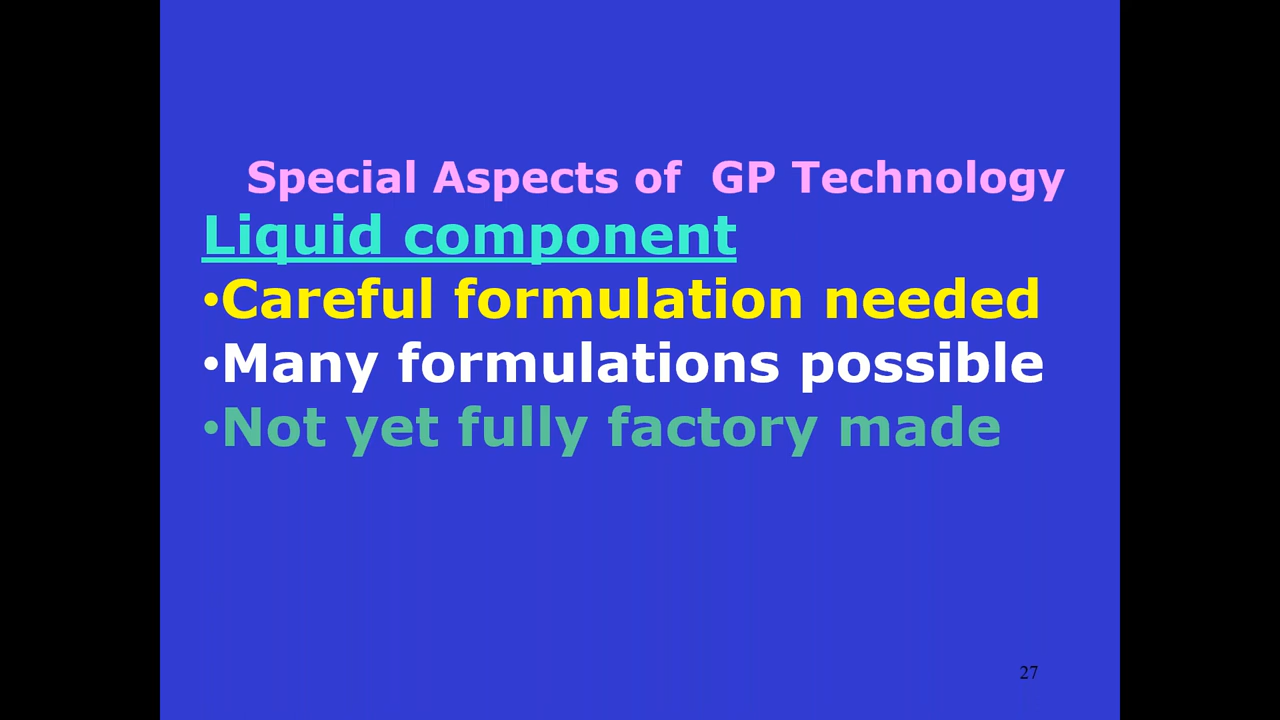 Special Aspects of  GP Technology
Liquid component
•Careful formulation needed
•Many formulations possible
•Not yet fully factory made
27